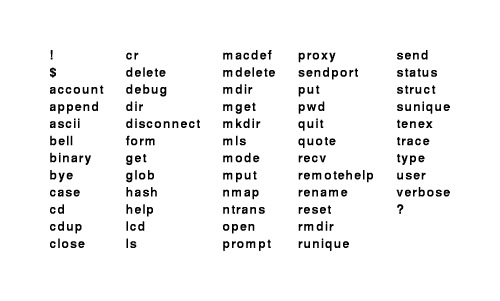 ! cr macdef proxy send
$ delete mdelete sendport status
account debug mdir put struct
append dir mget pwd sunique
ascii disconnect mkdir quit tenex
bell form mls quote trace
binary get mode recv type
bye glob mput remotehelp user
case hash nmap rename verbose
cd help ntrans reset ?
cdup lcd open rmdir
close ls prompt runique